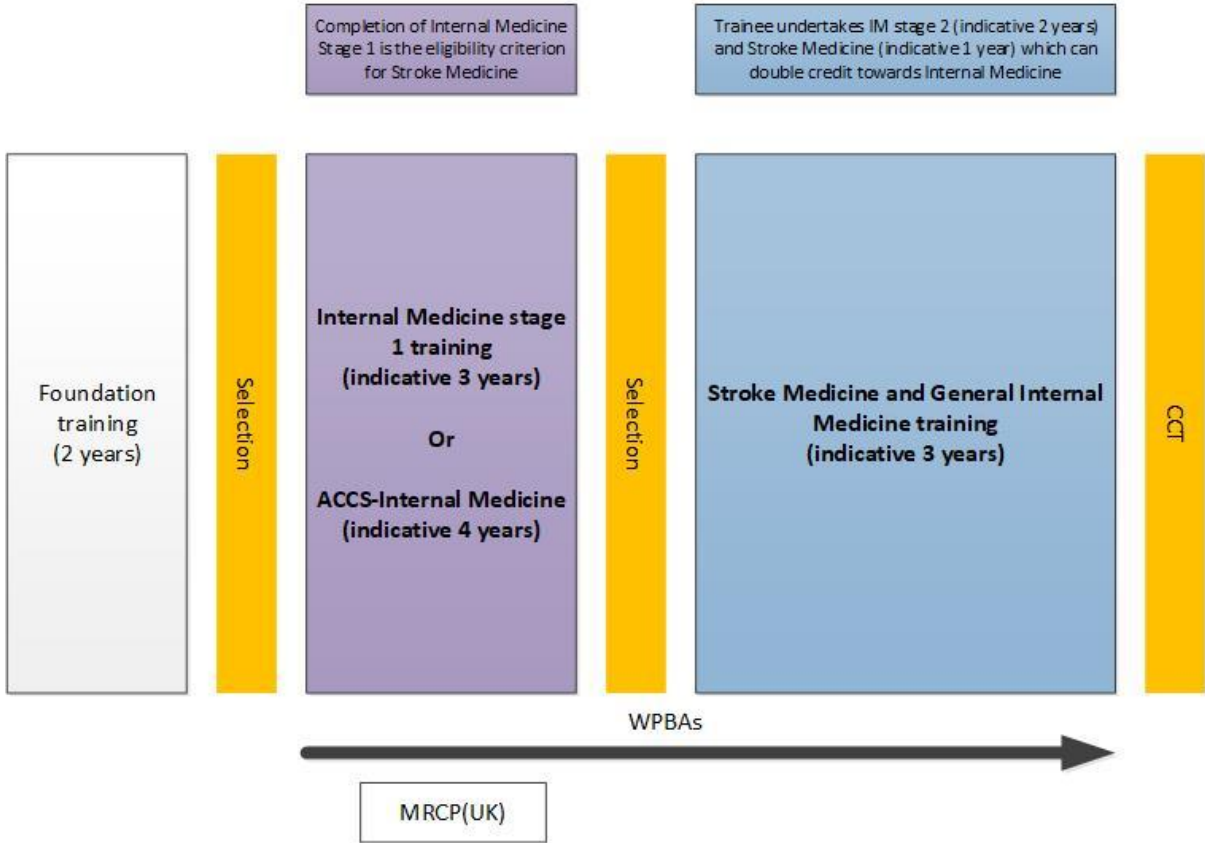 Completion of Internal Medicine
Stage 1 is the eligibility criterion
for Stroke Medicine
Trainee undertakes IM stage 2 (indicative 2 years)
and Stroke Medicine (indicative 1 year) which can
double credit towards Internal Medicine
Foundation
training
(2 years)
Selection
Internal Medicine stage
1 training
(indicative 3 years)
Or
ACCS-Internal Medicine
(indicative 4 years)
Selection
Stroke Medicine and General Internal
Medicine training
(indicative 3 years)
CCT
WPBAs
MRCP(UK)